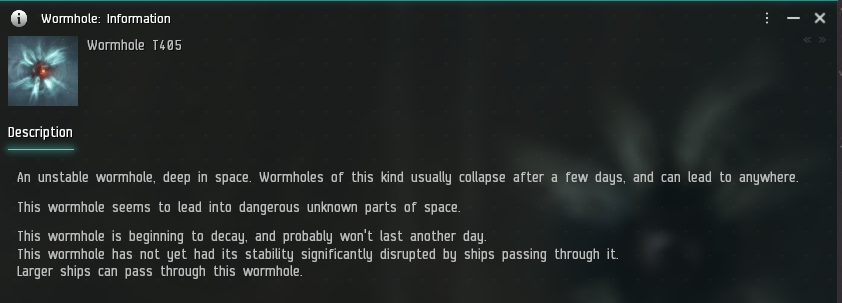 Wormhole: Information
Wormhole T405
Description
An unstable wormhole, deep in space. Wormholes of this kind usually collapse after a few days, and can lead to anywhere.
This wormhole seems to lead into dangerous unknown parts of space.
This wormhole is beginning to decay, and probably won't last another day.
This wormhole has not yet had its stability significantly disrupted by ships passing through it.
Larger ships can pass through this wormhole.